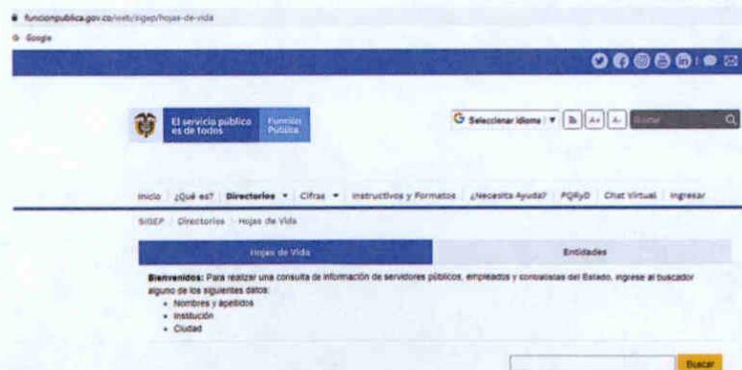 funcionpublica.gov.co/web/sigep/hojas-de-vida
Google
El servicio público
es de todos
Función
Pública
Seleccionar idioma ▼
A+
A-
Buscar
Inicio ¿Qué es? Directorios Cifras Instructivos y Formatos ¿Necesita Ayuda? PQRyD Chat Virtual Ingresar
SIGEP Directorios Hojas de Vida
Hojas de Vida
Entidades
Bienvenidos: Para realizar una consulta de información de servidores públicos, empleados y contratistas del Estado, ingrese al buscador
alguno de los siguientes datos:
• Nombres y apellidos
• Institución
• Ciudad
Buscar